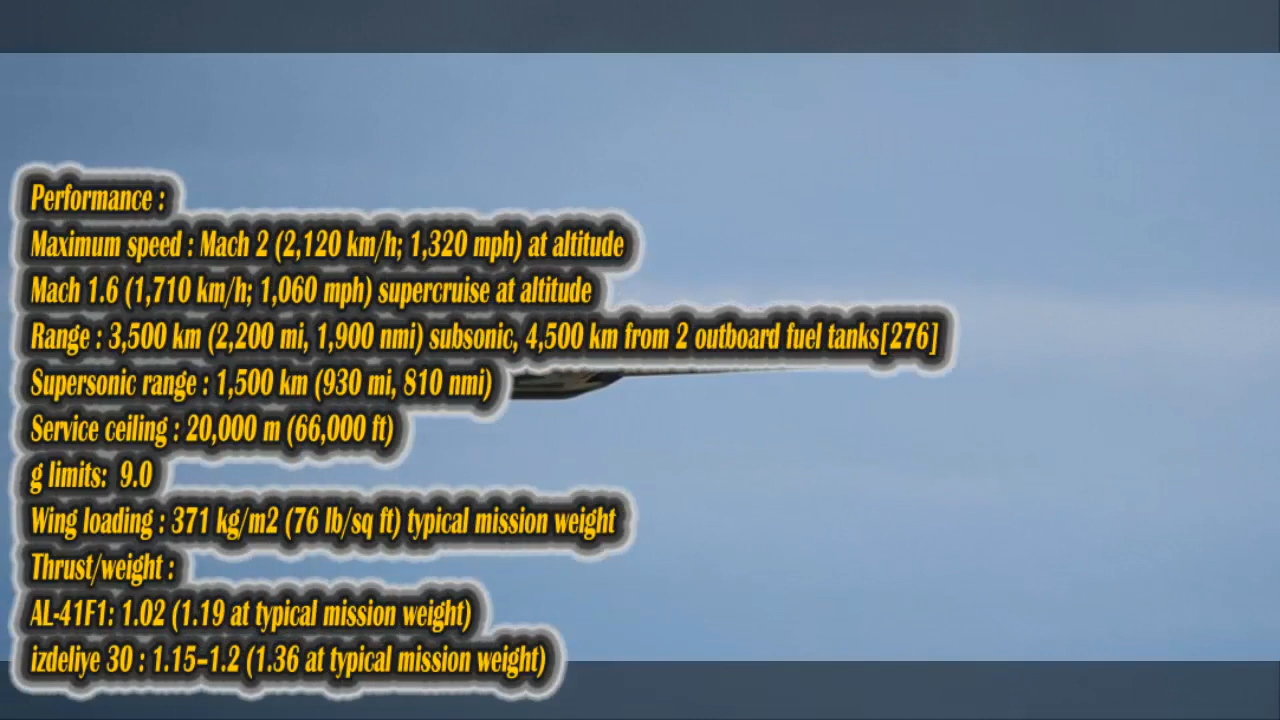 Performance :
Maximum speed : Mach 2 (2,120 km/h; 1,320 mph) at altitude
Mach 1.6 (1,710 km/h; 1,060 mph) supercruise at altitude
Range : 3,500 km (2,200 mi, 1,900 nmi) subsonic, 4,500 km from 2 outboard fuel tanks[276]
Supersonic range : 1,500 km (930 mi, 810 nmi)
Service ceiling : 20,000 m (66,000 ft)
g limits:  9.0
Wing loading : 371 kg/m2 (76 lb/sq ft) typical mission weight
Thrust/weight :
AL-41F1: 1.02 (1.19 at typical mission weight)
izdeliye 30 : 1.15–1.2 (1.36 at typical mission weight)